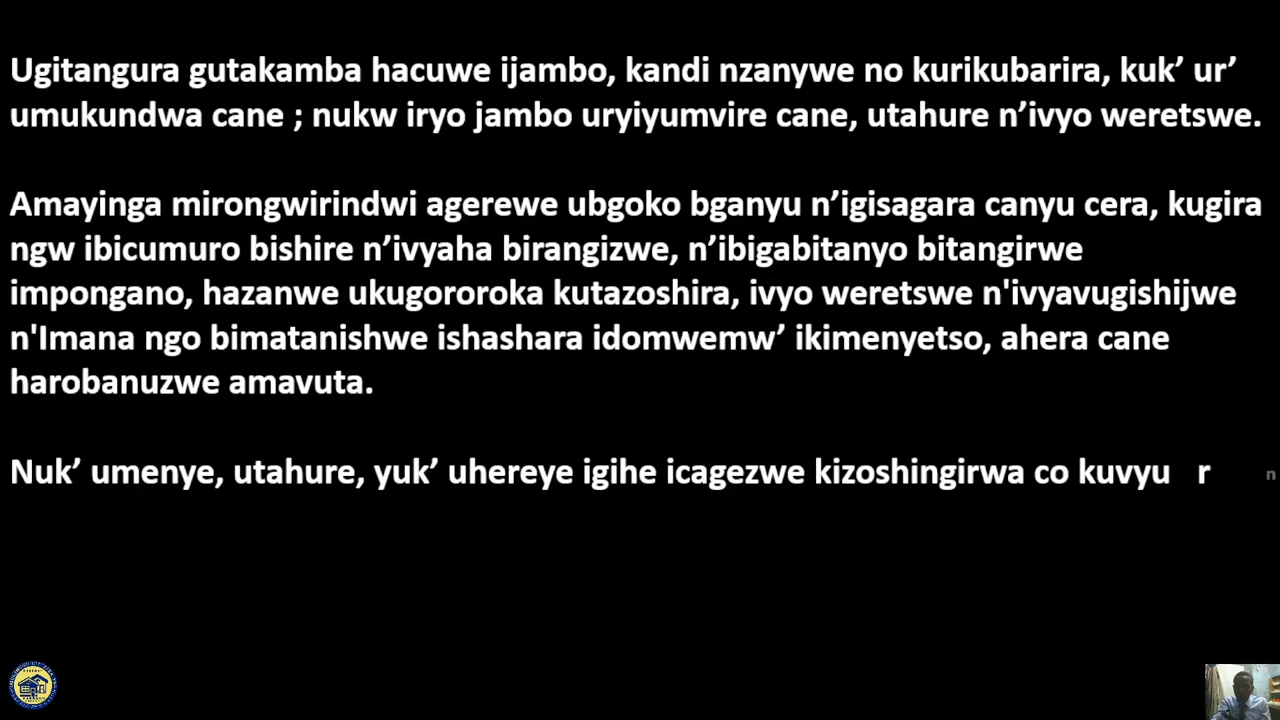 Ugitangura gutakamba hacuwe ijambo, kandi nzanywe no kurikubarira, kuk’ ur’
umukundwa cane ; nukw iryo jambo uryiyumvire cane, utahure n’ivyo weretswe.
Amayinga mirongwirindwi agerewe ubgoko bganyu n’igisagara canyu cera, kugira
ngw ibicumuro bishire n’ivyaha birangizwe, n’ibigabitanyo bitangirwe
impongano, hazanwe ukugororoka kutazoshira, ivyo weretswe n'ivyavugishijwe
n'Imana ngo bimatanishwe ishashara idomwemw’ ikimenyetso, ahera cane
harobanuzwe amavuta.
Nuk’ umenye, utahure, yuk’ uhereye igihe icagezwe kizoshingirwa co kuvyu r n